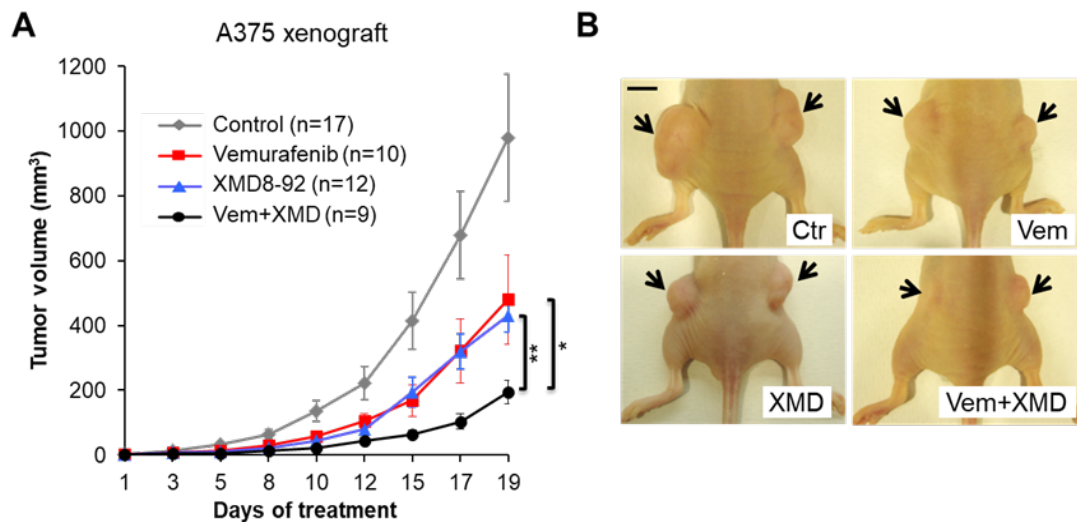 A
A375 xenograft
Tumor volume (mm³)
1200
1000
800
600
400
200
0
Control (n=17)
Vemurafenib (n=10)
XMD8-92 (n=12)
Vem+XMD (n=9)
**
*
1 3 5 8 10 12 15 17 19
Days of treatment
B
Ctr
Vem
XMD
Vem+XMD